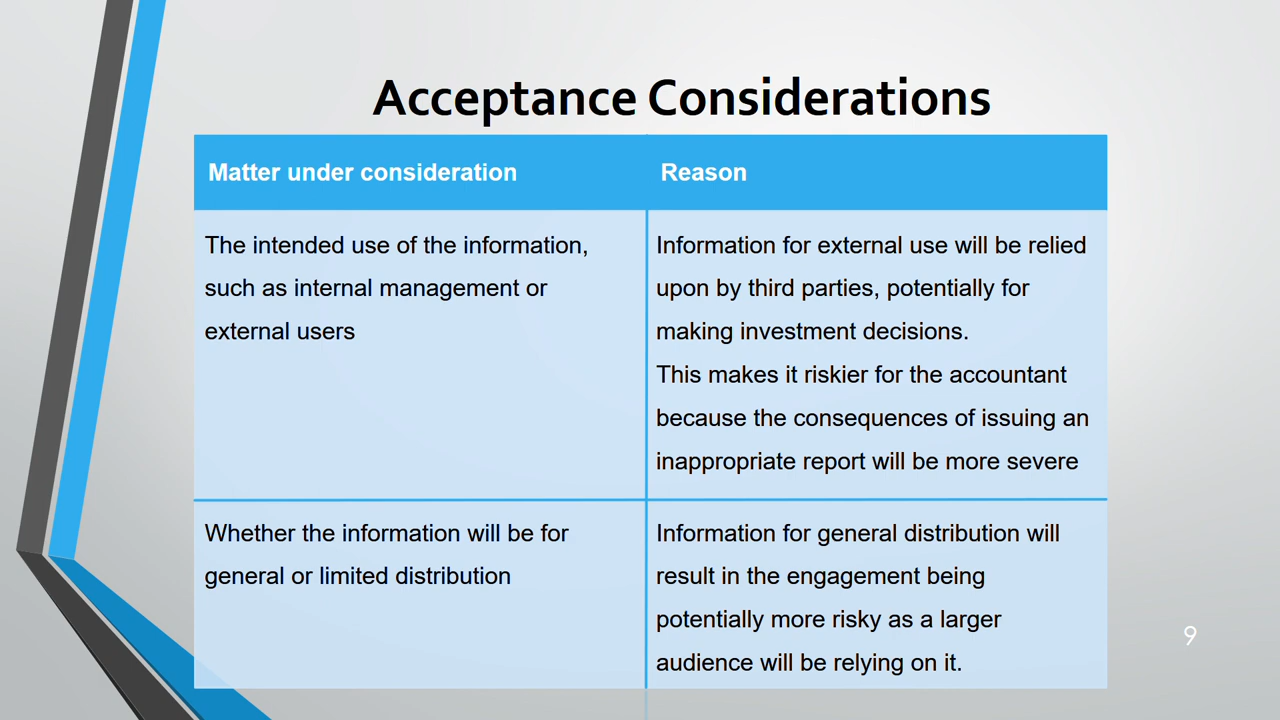 Acceptance Considerations
Matter under consideration
Reason
The intended use of the information,
such as internal management or
external users
Information for external use will be relied
upon by third parties, potentially for
making investment decisions.
This makes it riskier for the accountant
because the consequences of issuing an
inappropriate report will be more severe
Whether the information will be for
general or limited distribution
Information for general distribution will
result in the engagement being
potentially more risky as a larger
audience will be relying on it.
9